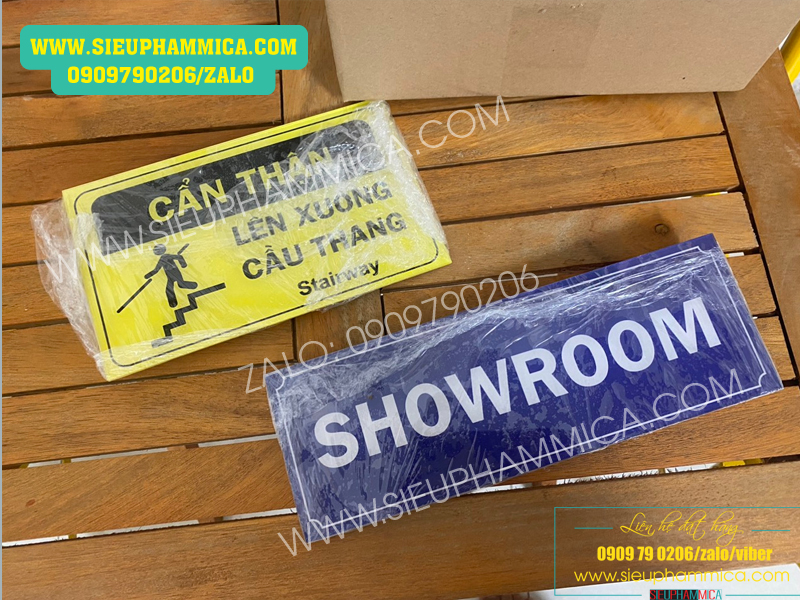 WWW.SIEUPHAMMICA.COM
0909790206/ZALO
CẨN THẬN
LÊN XUỐNG
CẦU THANG
Stairway
WWW.SIEUPHAMMICA.COM
ZALO: 0909790206
SHOWROOM
WWW.SIEUPHAMMICA.COM
Liên hệ đặt hàng
0909 79 0206/zalo/viber
www.sieuphammica.com
SIEUPHAMMICA